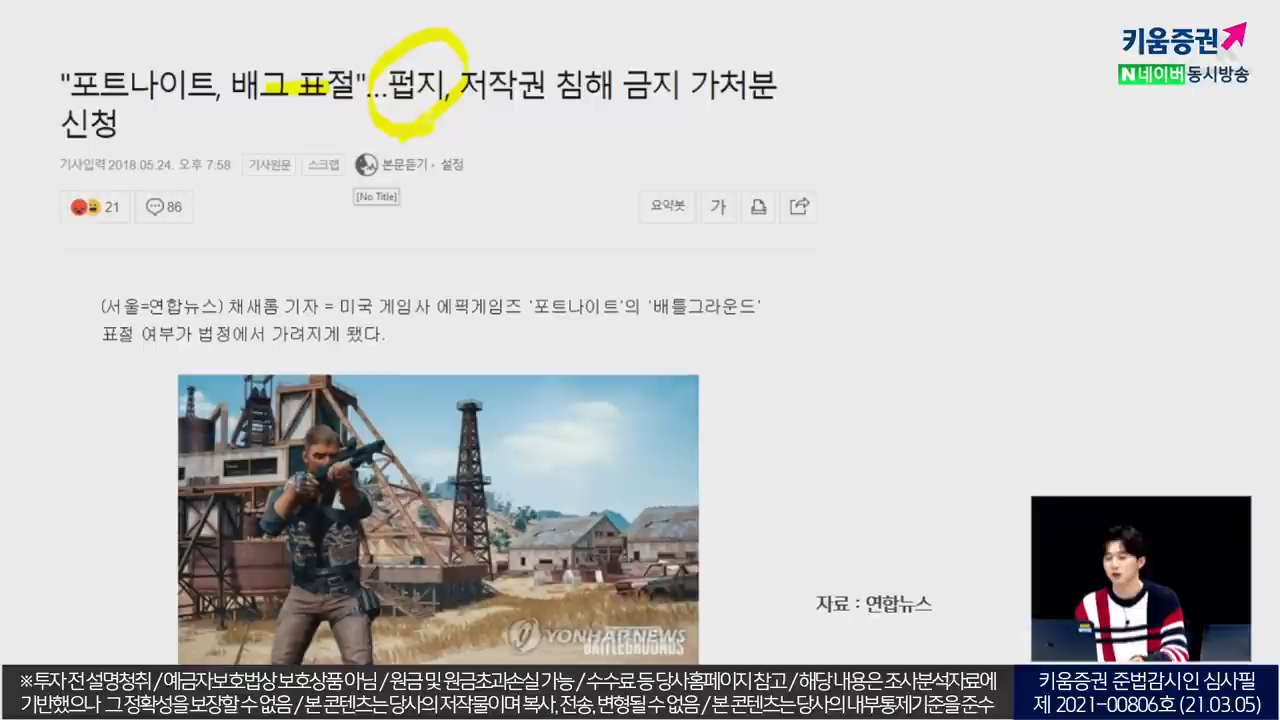 키움증권
N 네이버 동시방송
"포트나이트, 배그 표절"...펍지, 저작권 침해 금지 가처분
신청
기사입력 2018.05.24. 오후 7:58 기사원문 스크랩 본문듣기 · 설정
[No Title]
21 86 요약봇 가
(서울=연합뉴스) 채새롬 기자 = 미국 게임사 에픽게임즈 '포트나이트'의 '배틀그라운드'
표절 여부가 법정에서 가려지게 됐다.
자료 : 연합뉴스
YONHAP NEWS
BATTLEGROUNDS
※ 투자 전 설명청취 / 예금자보호법상 보호상품 아님 / 원금 및 원금초과손실 가능 / 수수료 등 당사홈페이지 참고 / 해당 내용은 조사분석자료에
기반했으나 그 정확성을 보장할 수 없음 / 본 콘텐츠는 당사의 저작물이며 복사, 전송, 변형될 수 없음 / 본 콘텐츠는 당사의 내부통제기준을 준수
키움증권 준법감시인 심사필
제 2021-00806호 (21.03.05)